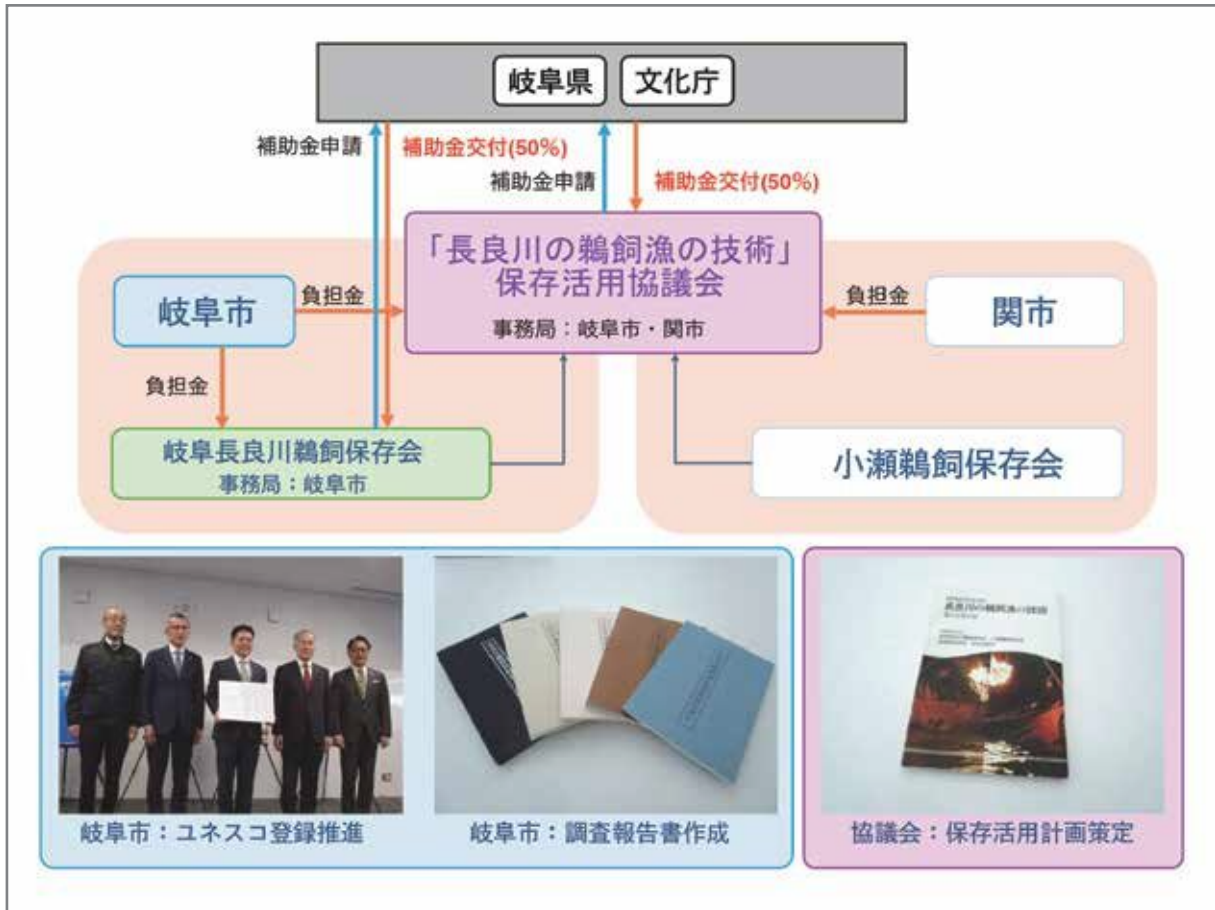 岐阜県 文化庁
補助金申請 補助金交付(50%)
補助金申請 補助金交付(50%)
「長良川の鵜飼漁の技術」
保存活用協議会
事務局：岐阜市・関市
岐阜市
負担金
負担金
関市
負担金
岐阜長良川鵜飼保存会
事務局：岐阜市
小瀬鵜飼保存会
長良川の鵜飼漁の技術
岐阜市：ユネスコ登録推進
岐阜市：調査報告書作成
協議会：保存活用計画策定